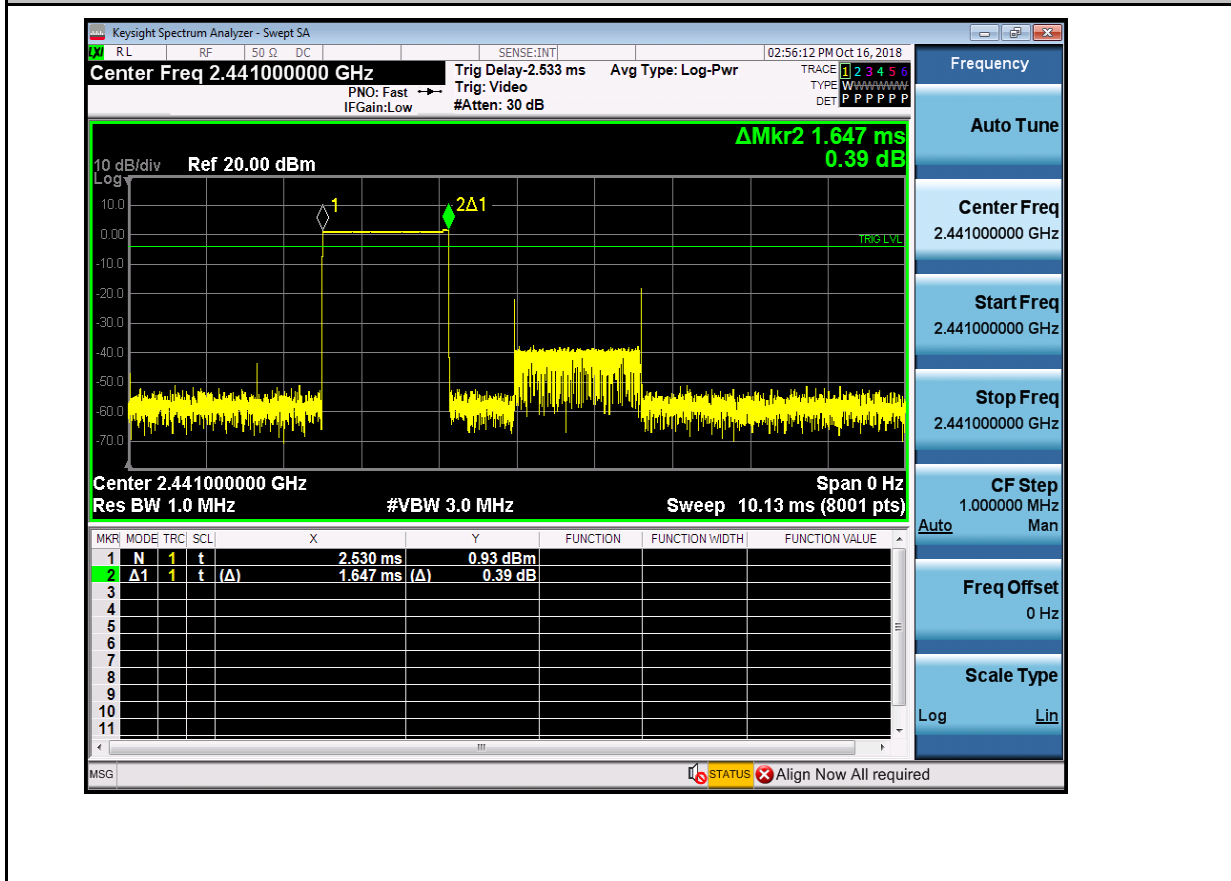 Keysight Spectrum Analyzer - Swept SA
LXI RL RF 50 Ω DC SENSE:INT 02:56:12 PM Oct 16, 2018
Center Freq 2.441000000 GHz
PNO: Fast
IFGain:Low
Trig Delay-2.533 ms
Trig: Video
#Atten: 30 dB
Avg Type: Log-Pwr
TRACE 1 2 3 4 5 6
TYPE WWWWWW
DET P P P P P P
ΔMkr2 1.647 ms
0.39 dB
10 dB/div Ref 20.00 dBm
Log
10.0
0.00
-10.0
-20.0
-30.0
-40.0
-50.0
-60.0
-70.0
1
2Δ1
TRIG LVL
Center 2.441000000 GHz Span 0 Hz
Res BW 1.0 MHz #VBW 3.0 MHz Sweep 10.13 ms (8001 pts)
MKR MODE TRC SCL X Y FUNCTION FUNCTION WIDTH FUNCTION VALUE
1 N 1 t 2.530 ms 0.93 dBm
2 Δ1 1 t (Δ) 1.647 ms (Δ) 0.39 dB
3
4
5
6
7
8
9
10
11
MSG STATUS Align Now All required
Frequency
Auto Tune
Center Freq
2.441000000 GHz
Start Freq
2.441000000 GHz
Stop Freq
2.441000000 GHz
CF Step
1.000000 MHz
Auto Man
Freq Offset
0 Hz
Scale Type
Log Lin